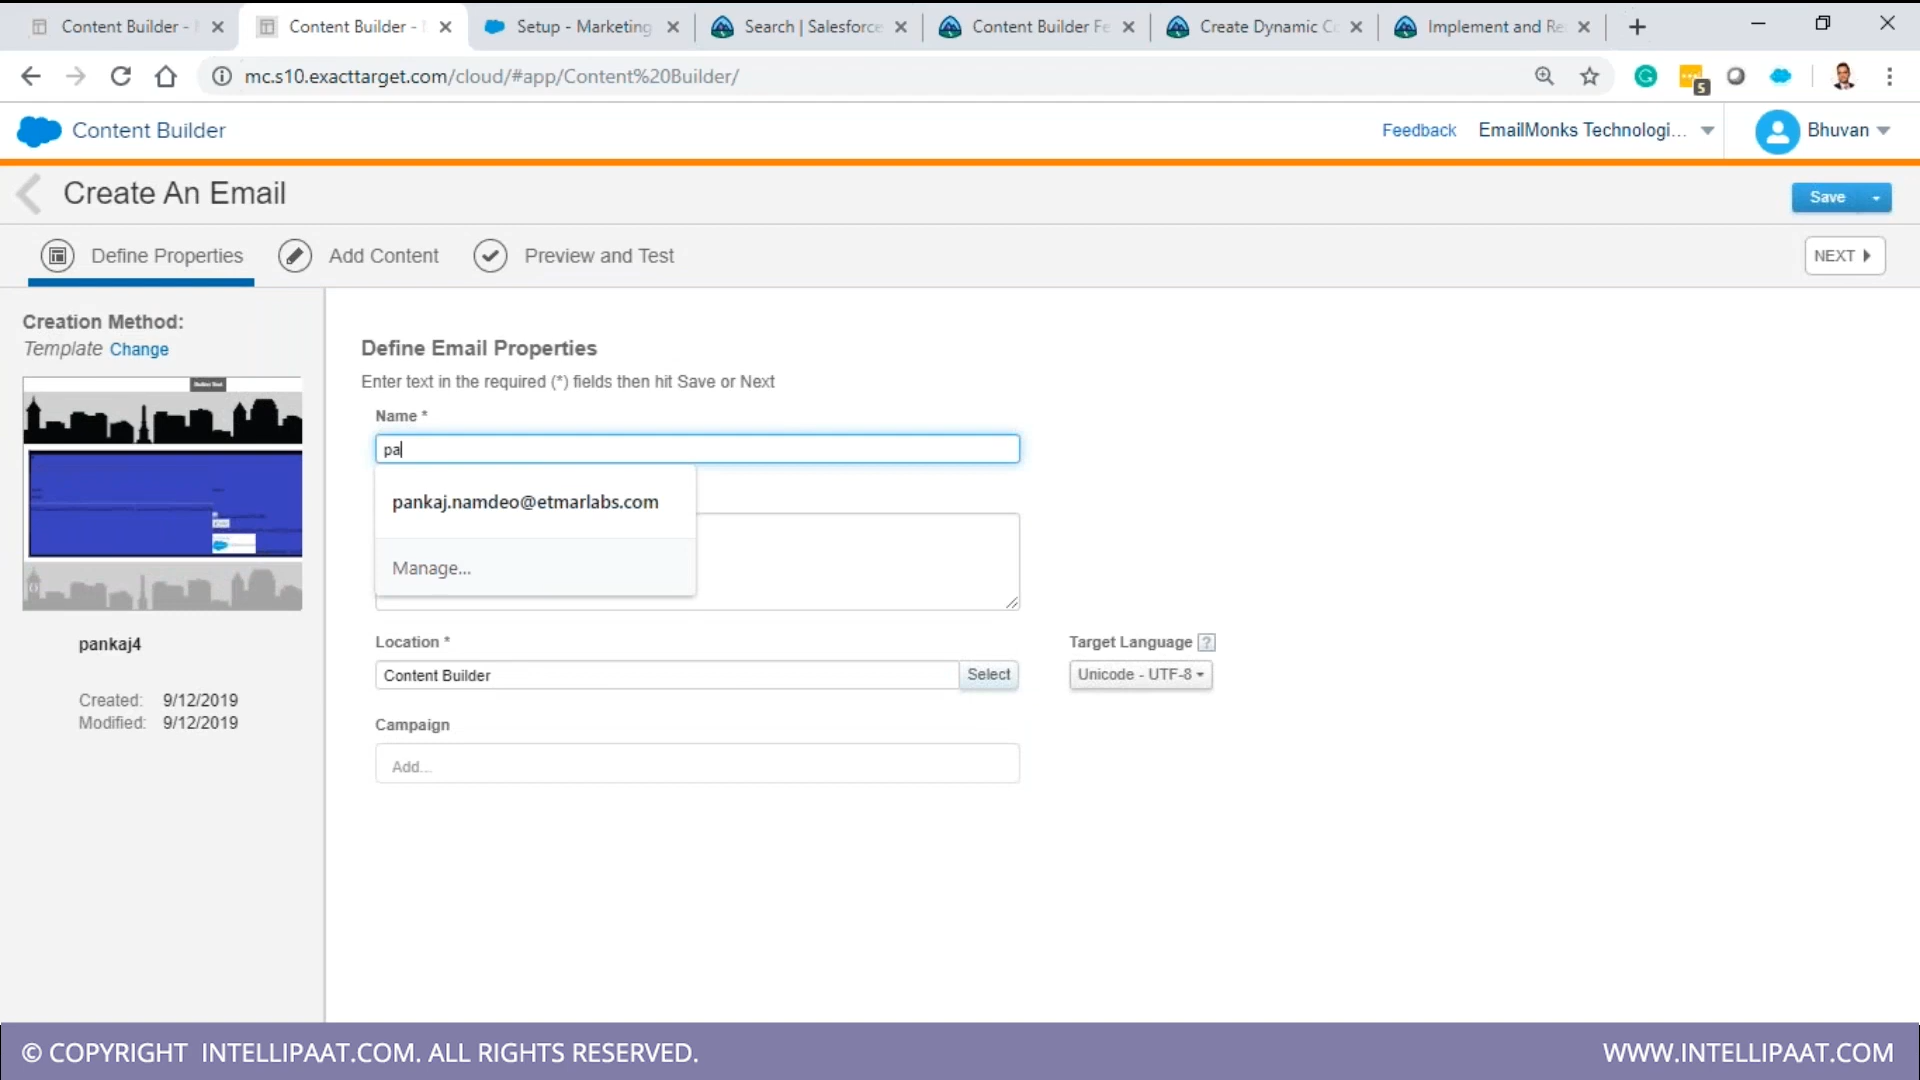 Content Builder -
Content Builder -
Setup - Marketing
Search | Salesforce
Content Builder Fe
Create Dynamic Co
Implement and Re
mc.s10.exacttarget.com/cloud/#app/Content%20Builder/
S
Content Builder
Feedback
EmailMonks Technologi...
Bhuvan
Create An Email
Save
Define Properties
Add Content
Preview and Test
NEXT
Creation Method:
Template Change
pankaj4
Created: 9/12/2019
Modified: 9/12/2019
Define Email Properties
Enter text in the required (*) fields then hit Save or Next
Name *
pa
pankaj.namdeo@etmarlabs.com
Manage...
Location *
Content Builder
Select
Target Language ?
Unicode - UTF-8
Campaign
Add...
© COPYRIGHT INTELLIPAAT.COM. ALL RIGHTS RESERVED.
WWW.INTELLIPAAT.COM